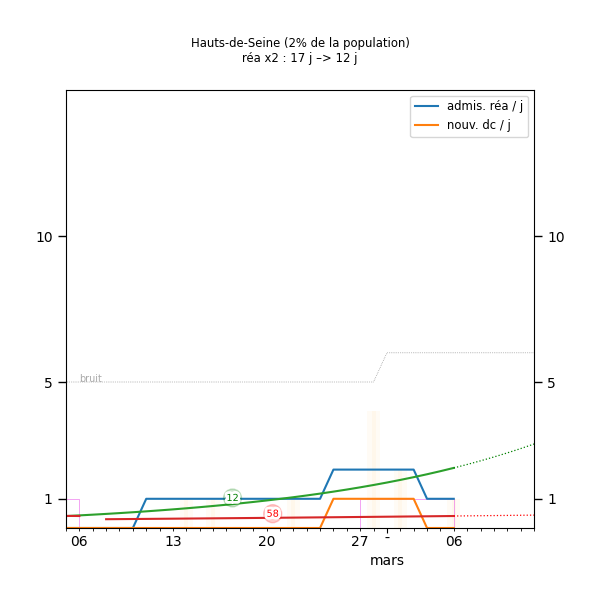 Hauts-de-Seine (2% de la population)
réa x2 : 17 j –> 12 j
admis. réa / j
nouv. dc / j
10
10
bruit
5
5
12
58
1
1
06
13
20
27
-
06
mars